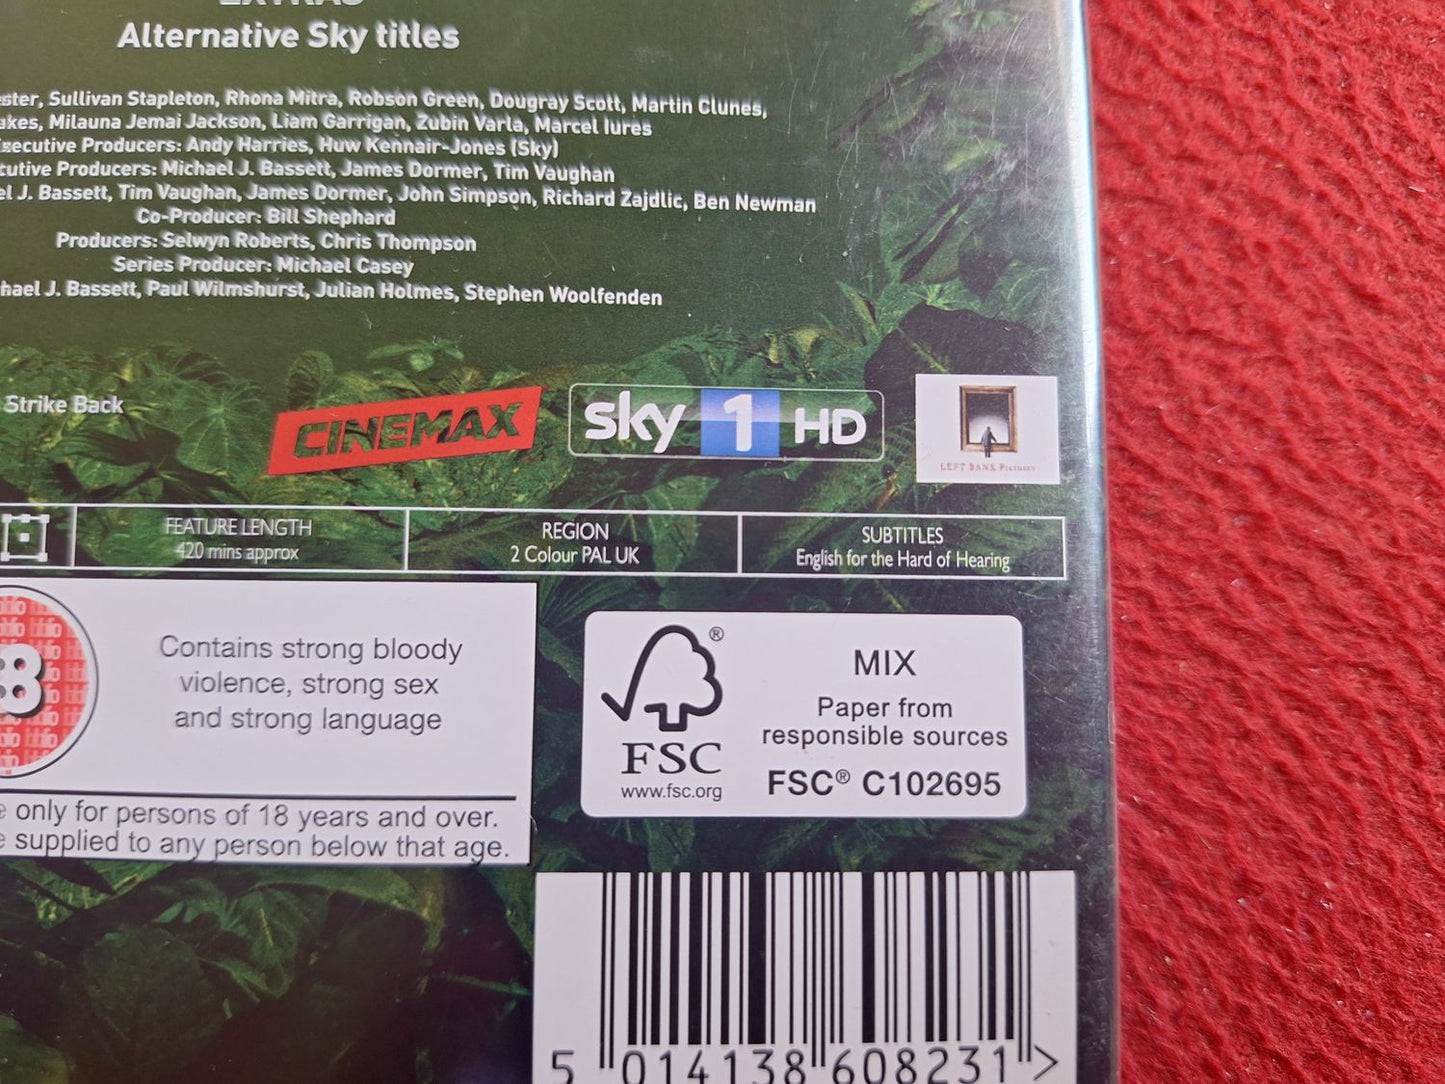 EXTRAS
Alternative Sky titles
Sullivan Stapleton, Rhona Mitra, Robson Green, Dougray Scott, Martin Clunes,
Milauna Jemai Jackson, Liam Garrigan, Zubin Varla, Marcel Iures
Executive Producers: Andy Harries, Huw Kennair-Jones (Sky)
Producers: Michael J. Bassett, James Dormer, Tim Vaughan
J. Bassett, Tim Vaughan, James Dormer, John Simpson, Richard Zajdlic, Ben Newman
Co-Producer: Bill Shephard
Producers: Selwyn Roberts, Chris Thompson
Series Producer: Michael Casey
J. Bassett, Paul Wilmshurst, Julian Holmes, Stephen Woolfenden
Strike Back
CINEMAX
sky 1 HD
LEFT BANK PICTURES
FEATURE LENGTH
420 mins approx
REGION
2 Colour PAL UK
SUBTITLES
English for the Hard of Hearing
Contains strong bloody
violence, strong sex
and strong language
only for persons of 18 years and over.
supplied to any person below that age.
FSC®
www.fsc.org
MIX
Paper from
responsible sources
FSC® C102695
5 014138 608231 >